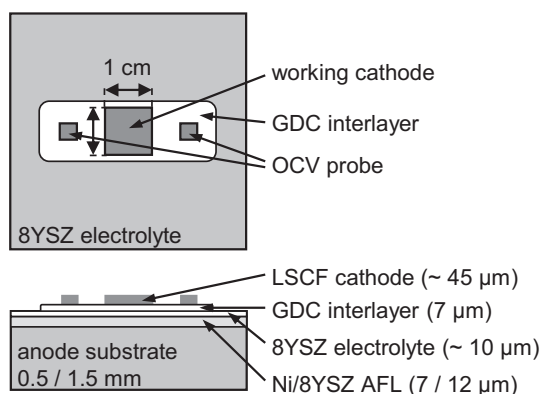 1 cm
working cathode
GDC interlayer
OCV probe
8YSZ electrolyte
LSCF cathode (~ 45 µm)
GDC interlayer (7 µm)
8YSZ electrolyte (~ 10 µm)
anode substrate
0.5 / 1.5 mm
Ni/8YSZ AFL (7 / 12 µm)